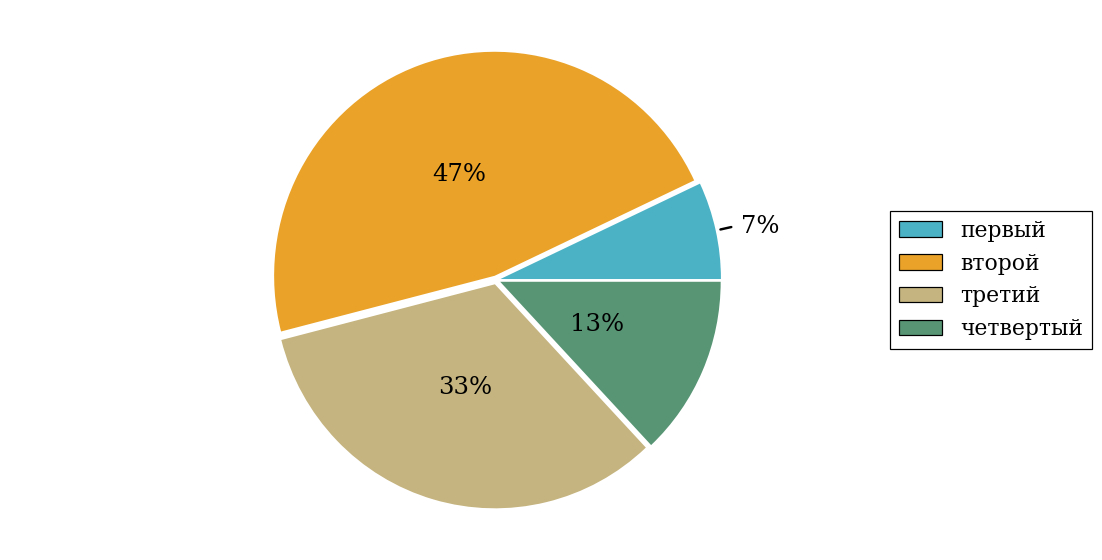 47%
7%
13%
33%
первый
второй
третий
четвертый